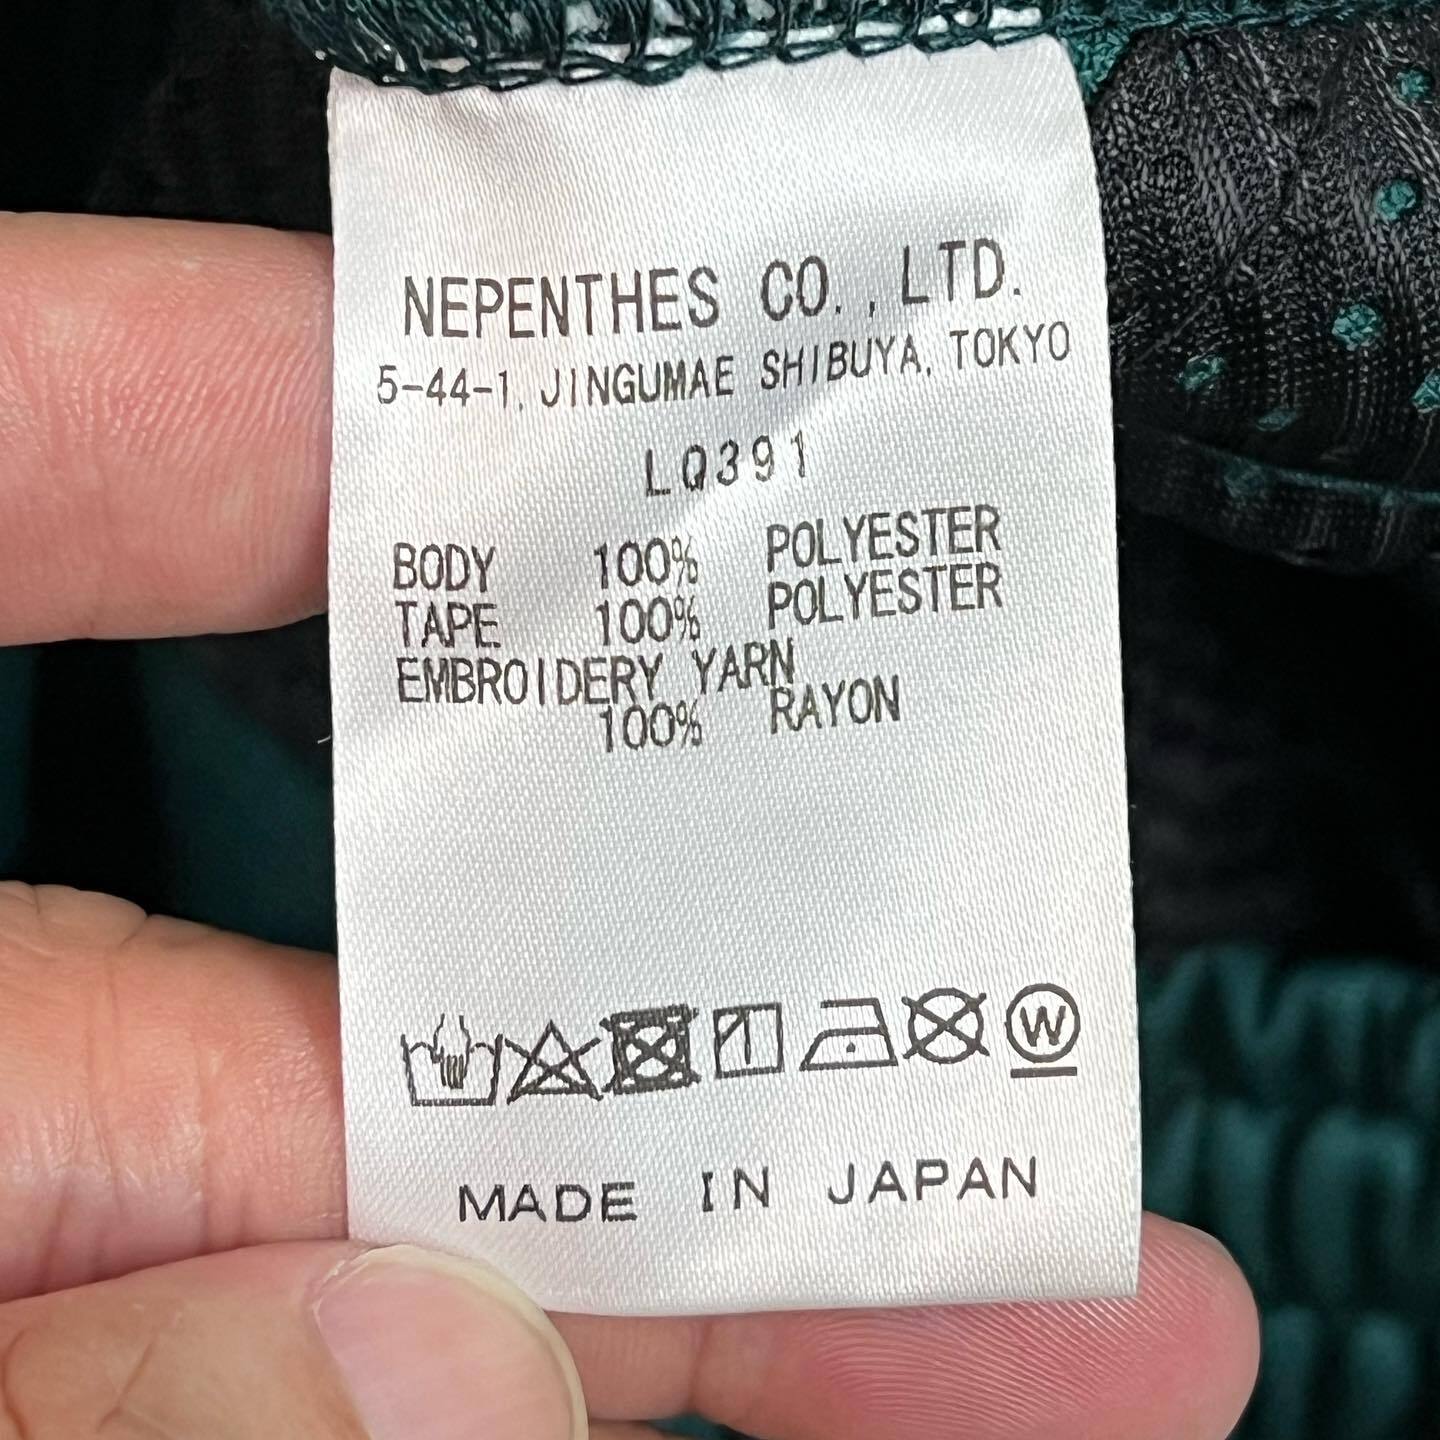 NEPENTHES CO.,LTD.
5-44-1, JINGUMAE SHIBUYA, TOKYO
LQ391
BODY 100% POLYESTER
TAPE 100% POLYESTER
EMBROIDERY YARN
100% RAYON
W
MADE IN JAPAN